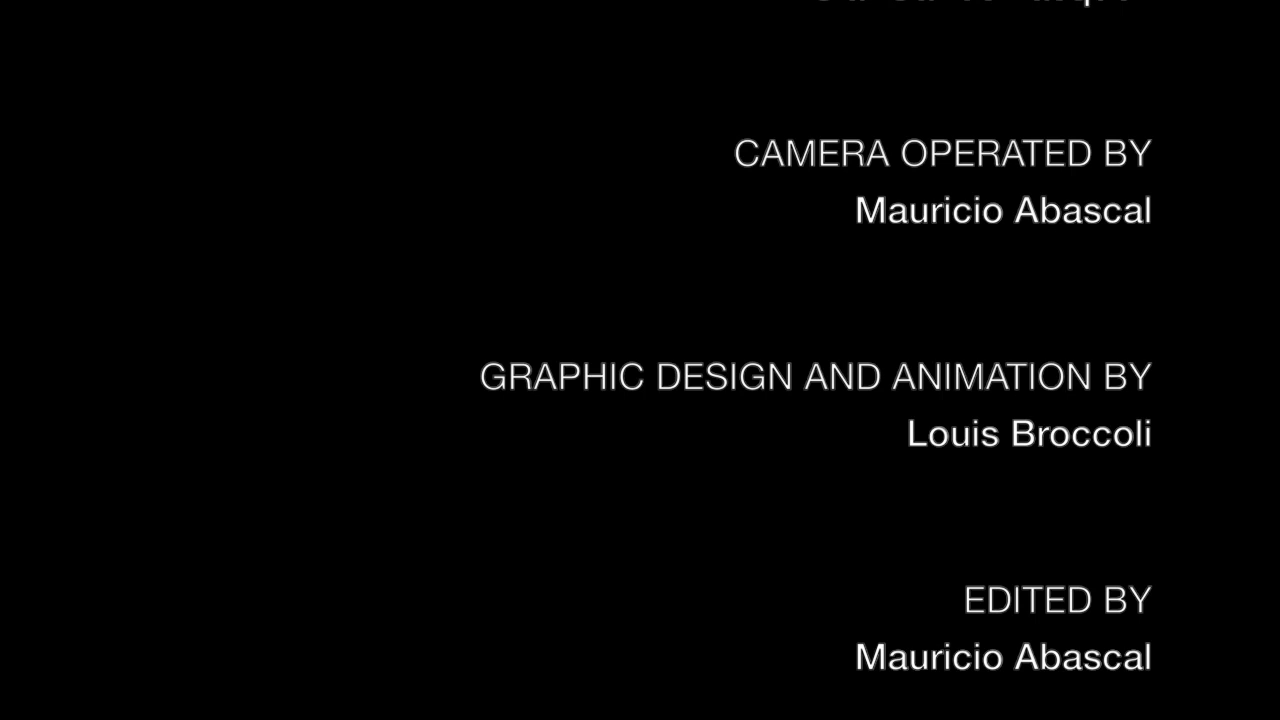 CAMERA OPERATED BY
Mauricio Abascal
GRAPHIC DESIGN AND ANIMATION BY
Louis Broccoli
EDITED BY
Mauricio Abascal